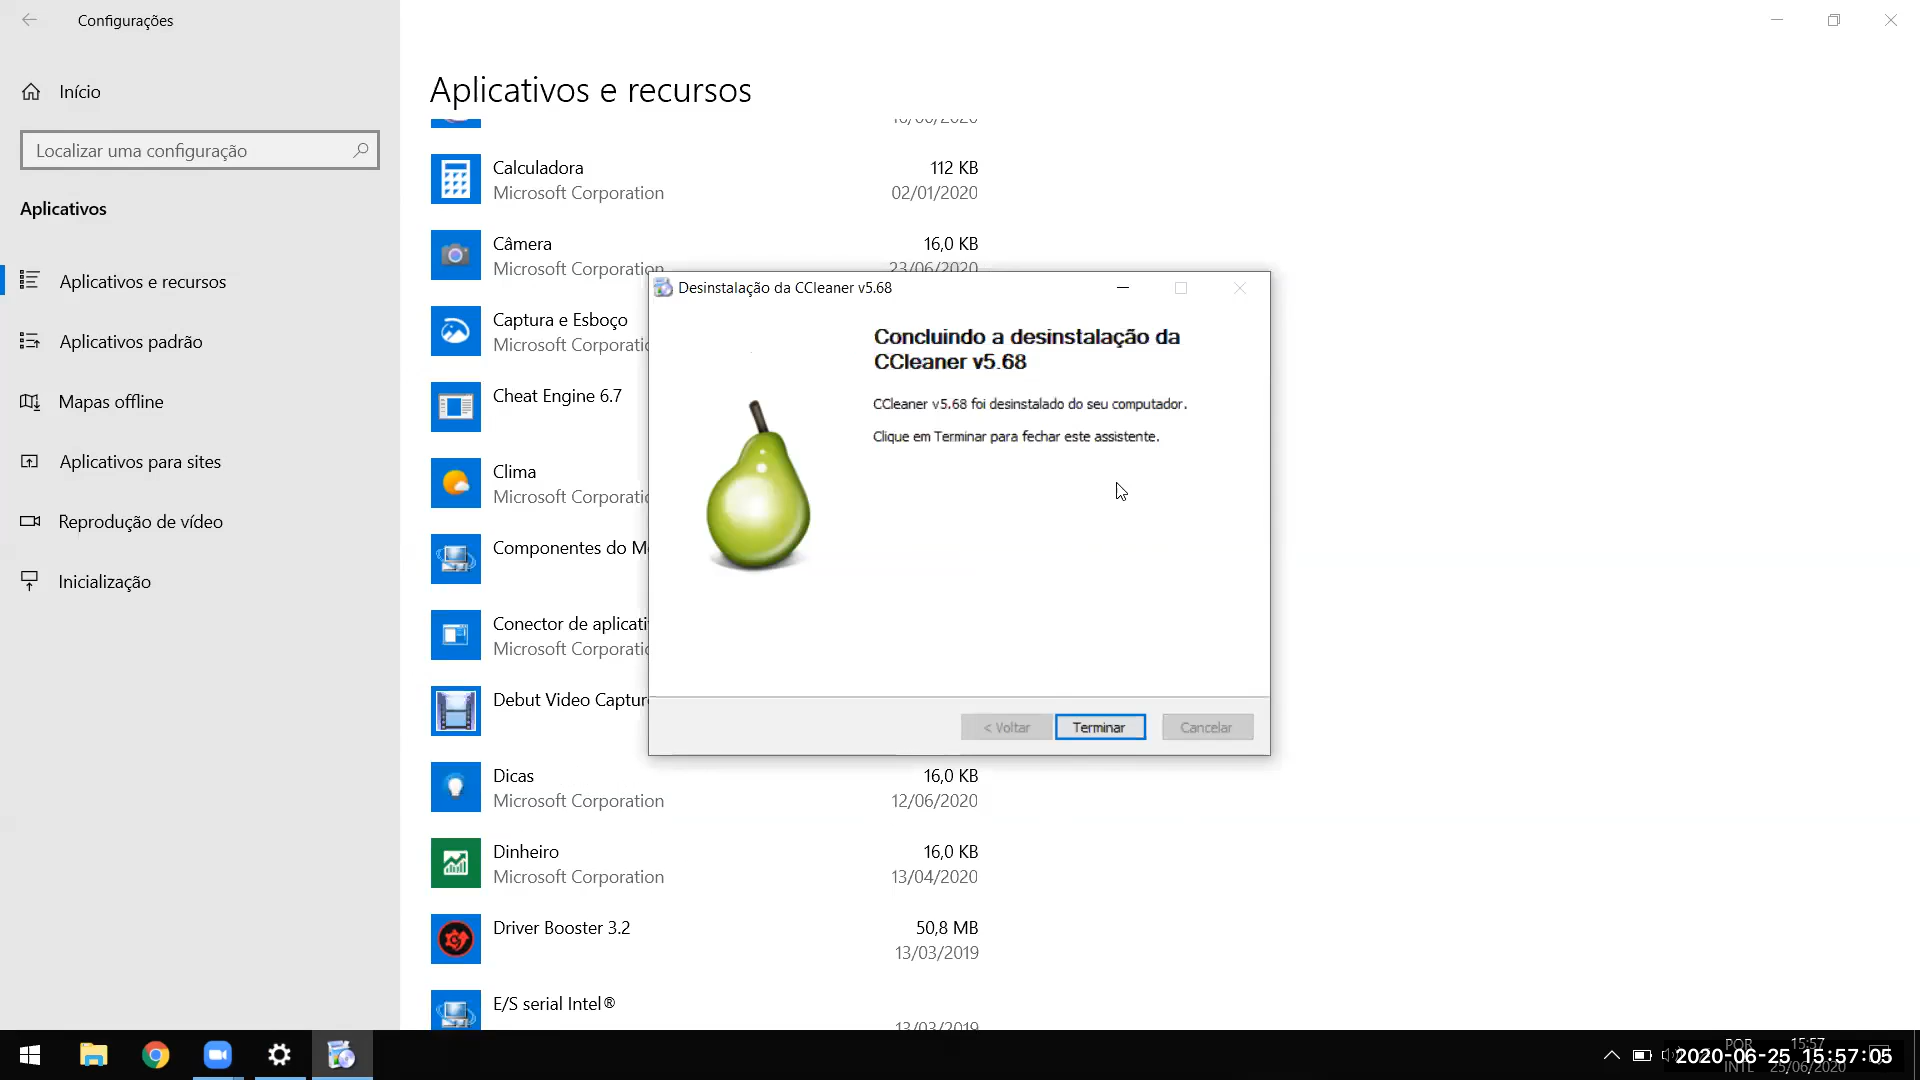 Configurações
Início
Localizar uma configuração
Aplicativos
Aplicativos e recursos
Aplicativos padrão
Mapas offline
Aplicativos para sites
Reprodução de vídeo
Inicialização
Aplicativos e recursos
Calculadora
112 KB
Microsoft Corporation
02/01/2020
Câmera
16,0 KB
Microsoft Corporation
23/06/2020
Captura e Esboço
Microsoft Corporatio
Cheat Engine 6.7
Clima
Microsoft Corporatio
Componentes do M
Conector de aplicati
Microsoft Corporatio
Debut Video Captur
Dicas
16,0 KB
Microsoft Corporation
12/06/2020
Dinheiro
16,0 KB
Microsoft Corporation
13/04/2020
Driver Booster 3.2
50,8 MB
13/03/2019
E/S serial Intel®
13/03/2019
Desinstalação da CCleaner v5.68
Concluindo a desinstalação da
CCleaner v5.68
CCleaner v5.68 foi desinstalado do seu computador.
Clique em Terminar para fechar este assistente.
< Voltar
Terminar
Cancelar
POR
INTL
15:57
25/06/2020
2020-06-25 15:57:05